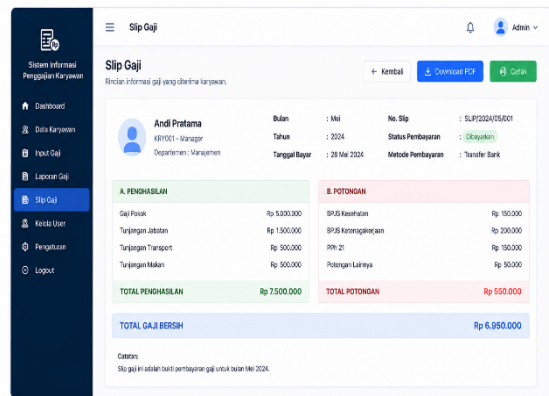 Sistem Informasi
Penggajian Karyawan
Dashboard
Data Karyawan
Input Gaji
Laporan Gaji
Slip Gaji
Kelola User
Pengaturan
Logout
Slip Gaji
Admin
Slip Gaji
Rincian informasi gaji yang diterima karyawan.
← Kembali
Download PDF
Cetak
Andi Pratama
KRY001 - Manager
Departemen : Manajemen
Bulan : Mei
Tahun : 2024
Tanggal Bayar : 28 Mei 2024
No. Slip : SLIP/2024/05/001
Status Pembayaran : Dibayarkan
Metode Pembayaran : Transfer Bank
A. PENGHASILAN
Gaji Pokok Rp 5.000.000
Tunjangan Jabatan Rp 1.500.000
Tunjangan Transport Rp 500.000
Tunjangan Makan Rp 500.000
TOTAL PENGHASILAN Rp 7.500.000
B. POTONGAN
BPJS Kesehatan Rp 150.000
BPJS Ketenagakerjaan Rp 200.000
PPh 21 Rp 150.000
Potongan Lainnya Rp 50.000
TOTAL POTONGAN Rp 550.000
TOTAL GAJI BERSIH Rp 6.950.000
Catatan:
Slip gaji ini adalah bukti pembayaran gaji untuk bulan Mei 2024.